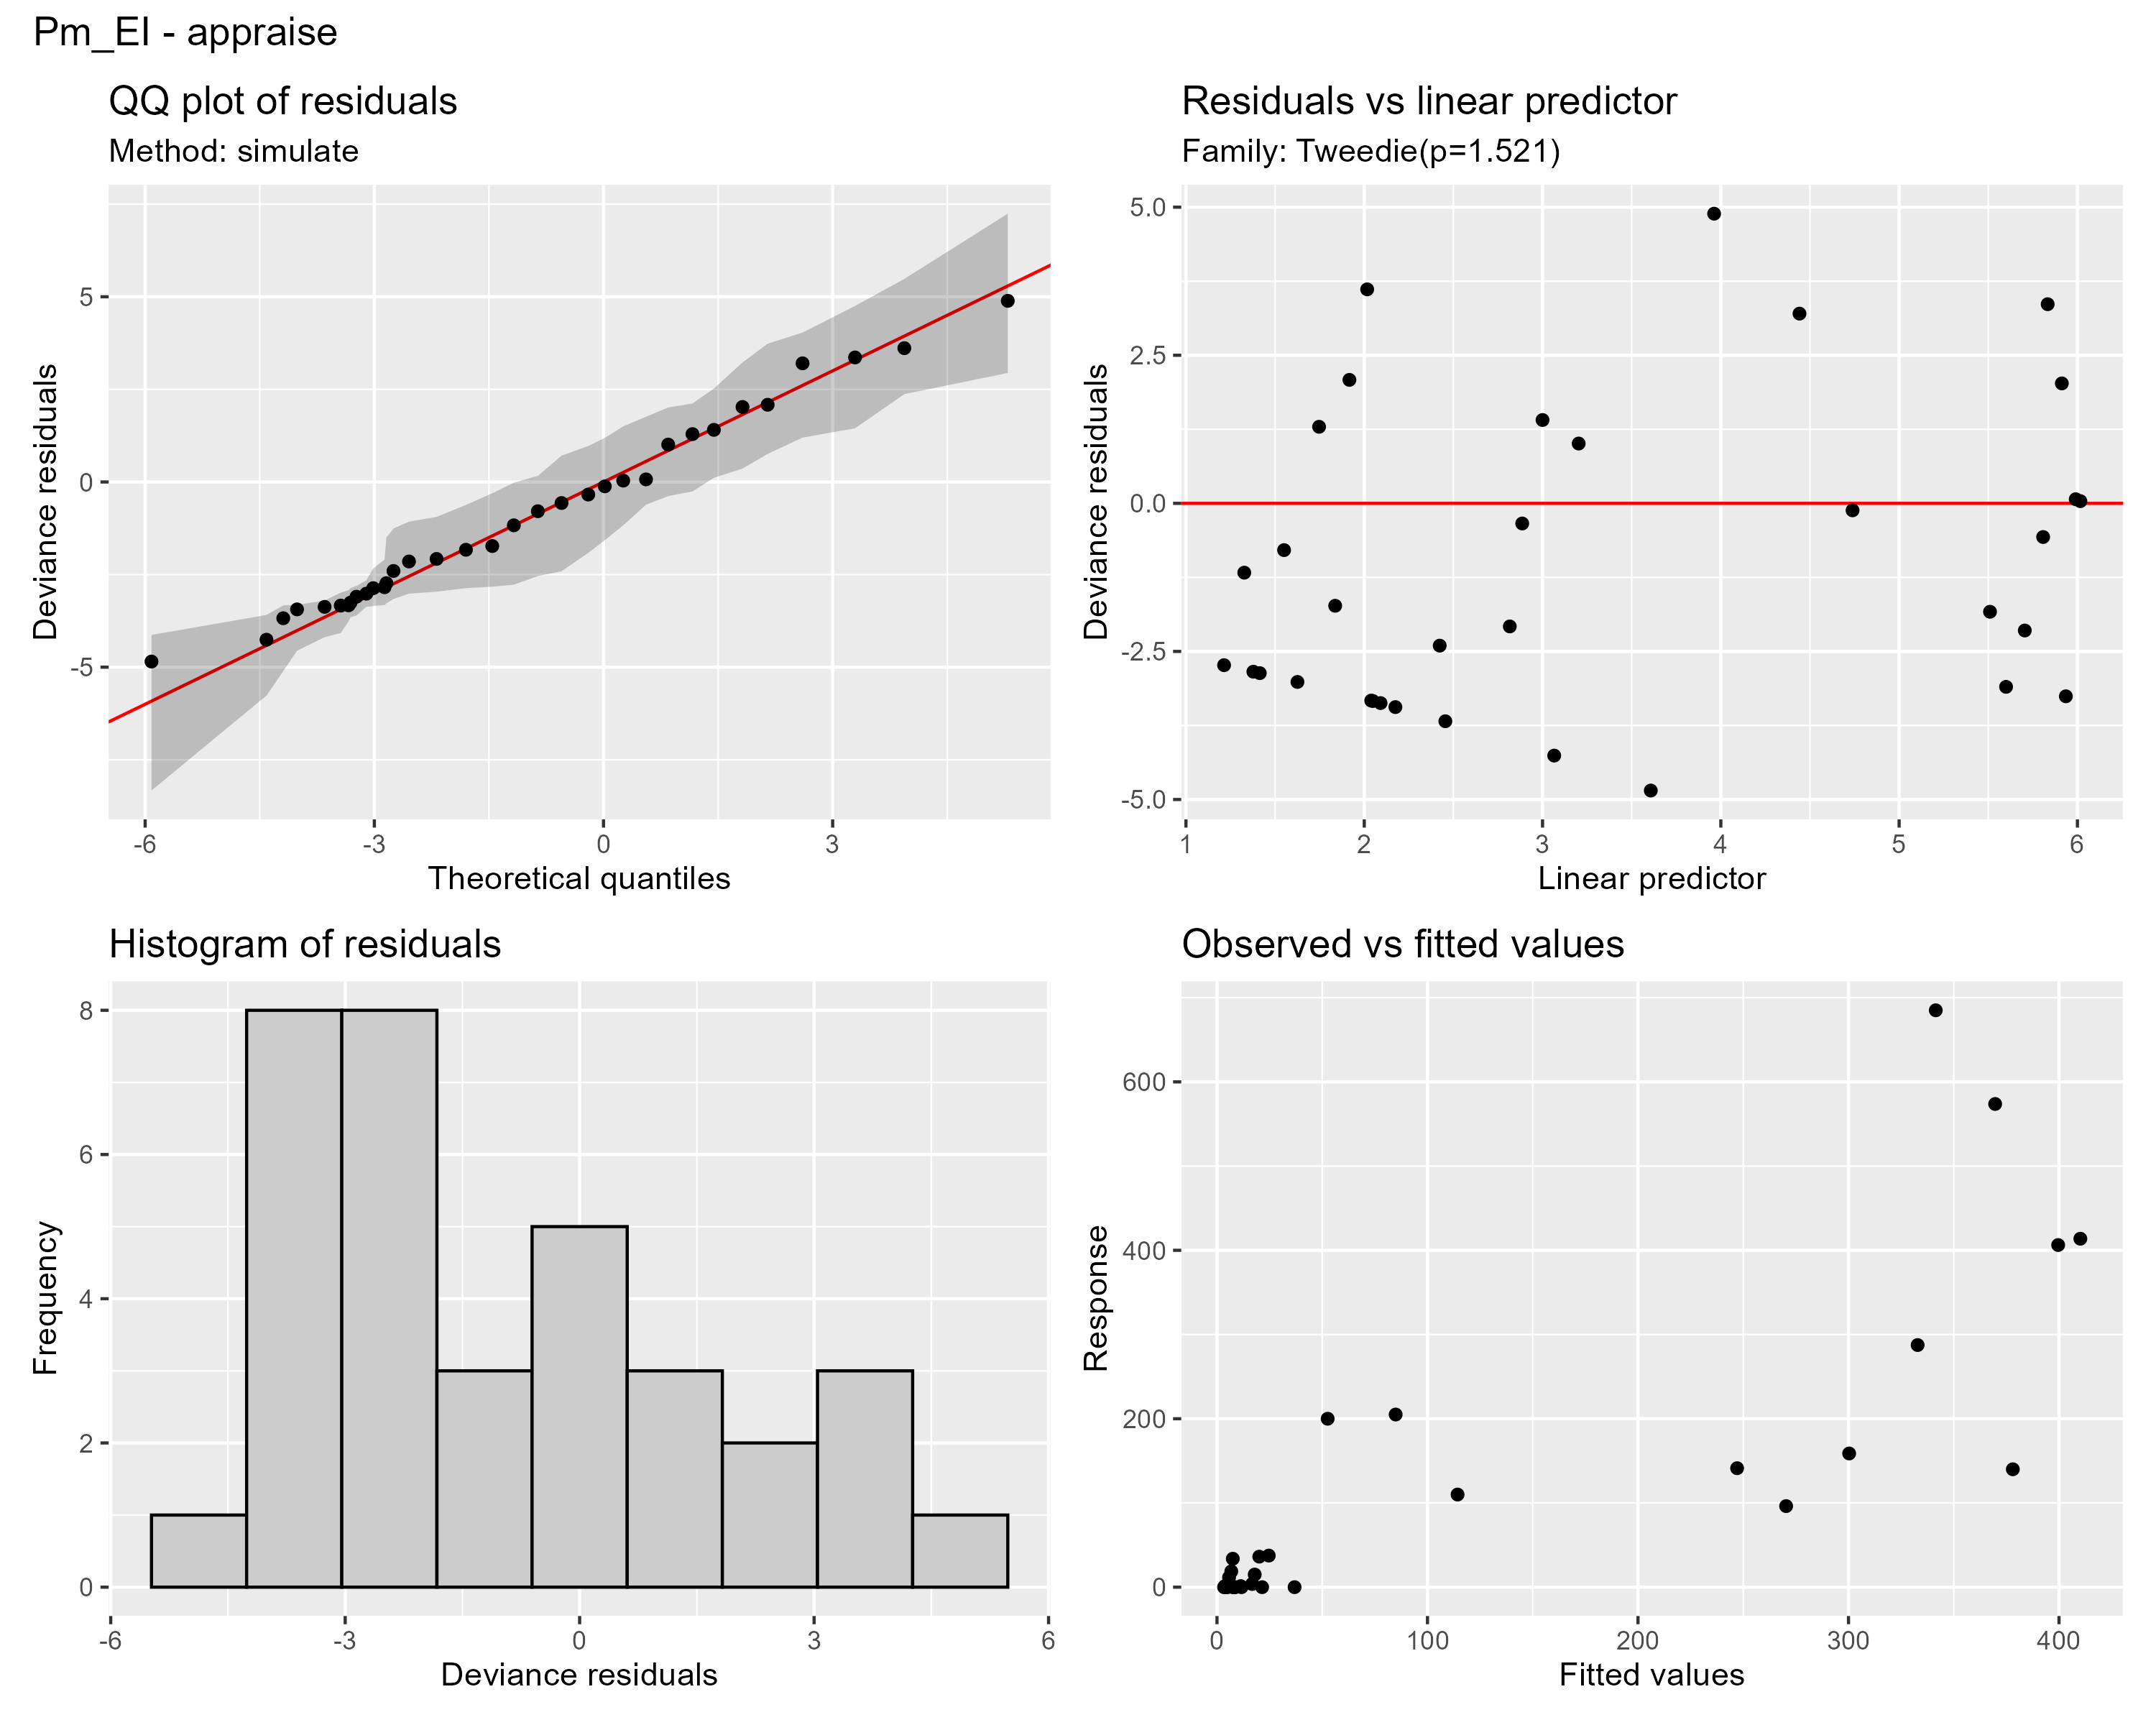 Pm_EI - appraise
QQ plot of residuals
Method: simulate
5
0
-5
-6
-3
0
3
Theoretical quantiles
Deviance residuals
Residuals vs linear predictor
Family: Tweedie(p=1.521)
5.0
2.5
0.0
-2.5
-5.0
1
2
3
4
5
6
Linear predictor
Deviance residuals
Histogram of residuals
8
6
4
2
0
-6
-3
0
3
6
Deviance residuals
Frequency
Observed vs fitted values
600
400
200
0
0
100
200
300
400
Fitted values
Response